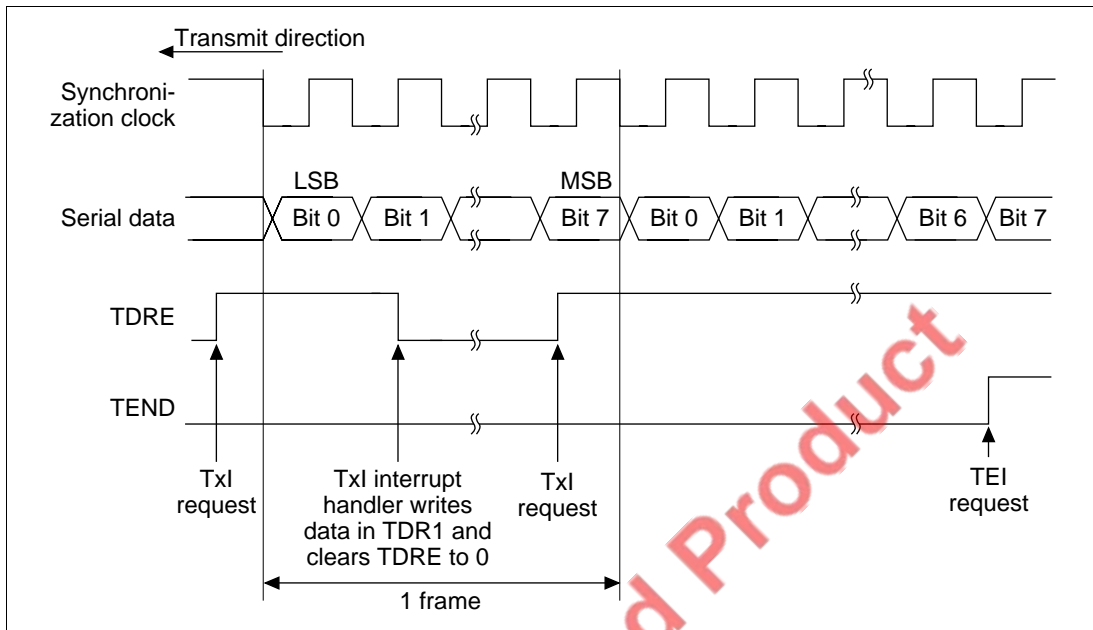 Transmit direction
Synchroni-
zation clock
LSB
MSB
Serial data
Bit 0
Bit 1
Bit 7
Bit 0
Bit 1
Bit 6
Bit 7
TDRE
TEND
TxI
request
TxI interrupt
handler writes
data in TDR1 and
clears TDRE to 0
TxI
request
TEI
request
1 frame
d Product